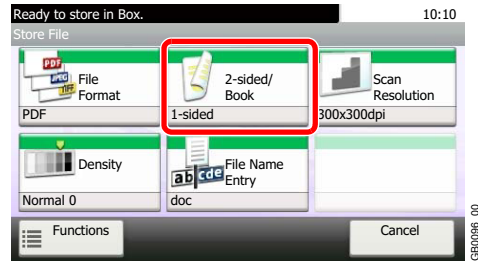 Ready to store in Box.
10:10
Store File
PDF
JPEG
TIFF
File
Format
PDF
2-sided/
Book
1-sided
Scan
Resolution
300x300dpi
Density
Normal 0
ab cde
File Name
Entry
doc
Functions
Cancel
GB0096_00